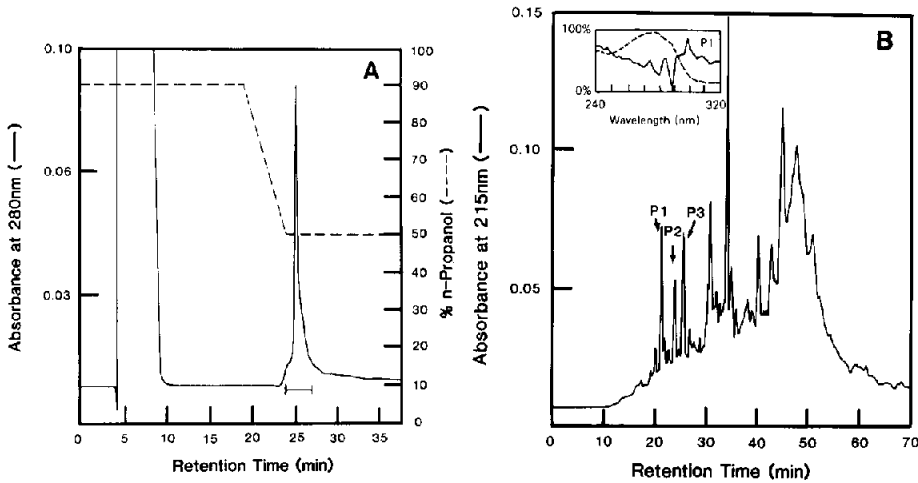 A
Absorbance at 280nm (——)
0.10
0.06
0.03
100
90
80
70
60
50
40
30
20
10
0
% n-Propanol (----)
0 5 10 15 20 25 30 35
Retention Time (min)
B
Absorbance at 215nm (——)
0.15
0.10
0.05
100%
0%
P1
240 320
Wavelength (nm)
P1
P2
P3
0 10 20 30 40 50 60 70
Retention Time (min)